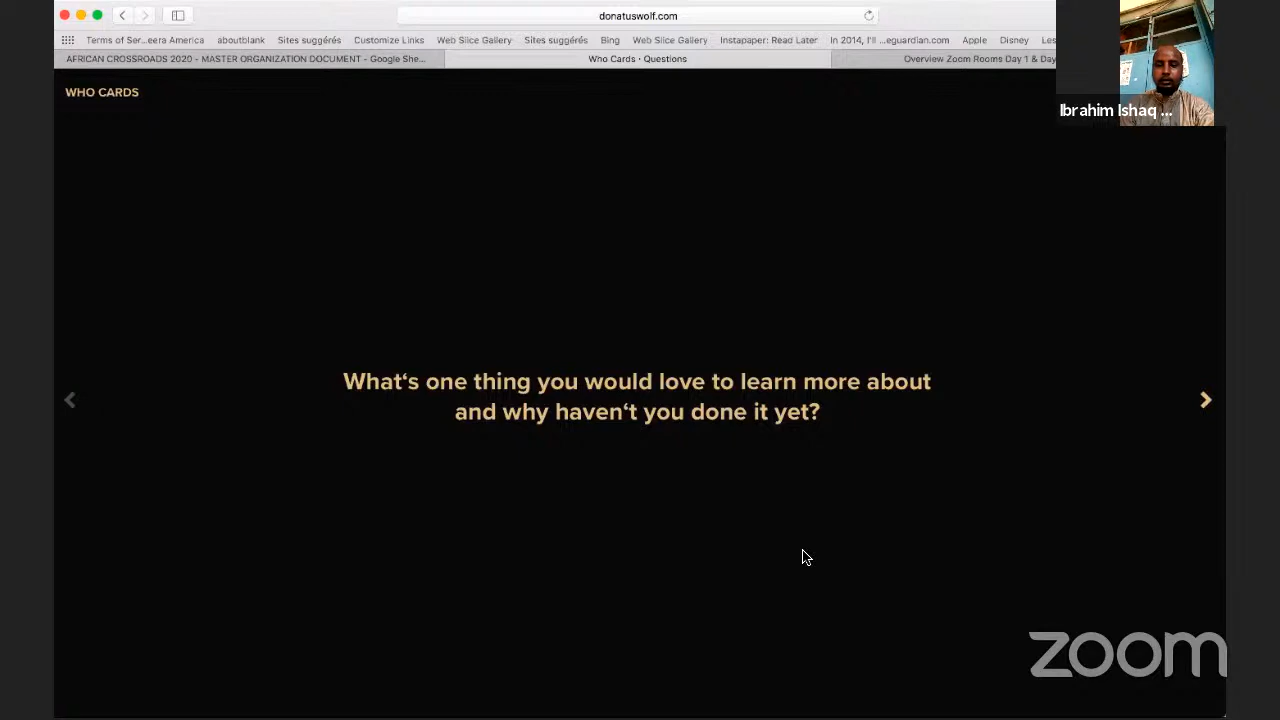 donatuswolf.com
Terms of Ser...eera America aboutblank Sites suggérés Customize Links Web Slice Gallery Sites suggérés Bing Web Slice Gallery Instapaper: Read Later In 2014, I'll ...eguardian.com Apple Disney Les
AFRICAN CROSSROADS 2020 - MASTER ORGANIZATION DOCUMENT - Google She... Who Cards • Questions Overview Zoom Rooms Day 1 & Day
Ibrahim Ishaq ...
WHO CARDS
What‘s one thing you would love to learn more about
and why haven‘t you done it yet?
zoom